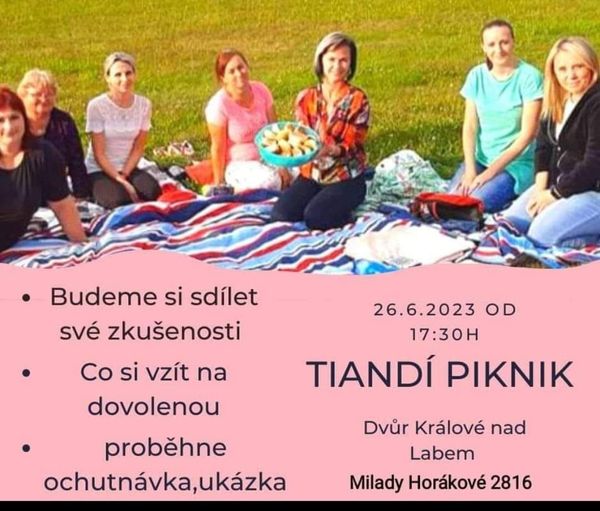 • Budeme si sdílet
své zkušenosti
• Co si vzít na
dovolenou
• proběhne
ochutnávka,ukázka
26.6.2023 OD
17:30H
TIANDÍ PIKNIK
Dvůr Králové nad
Labem
Milady Horákové 2816